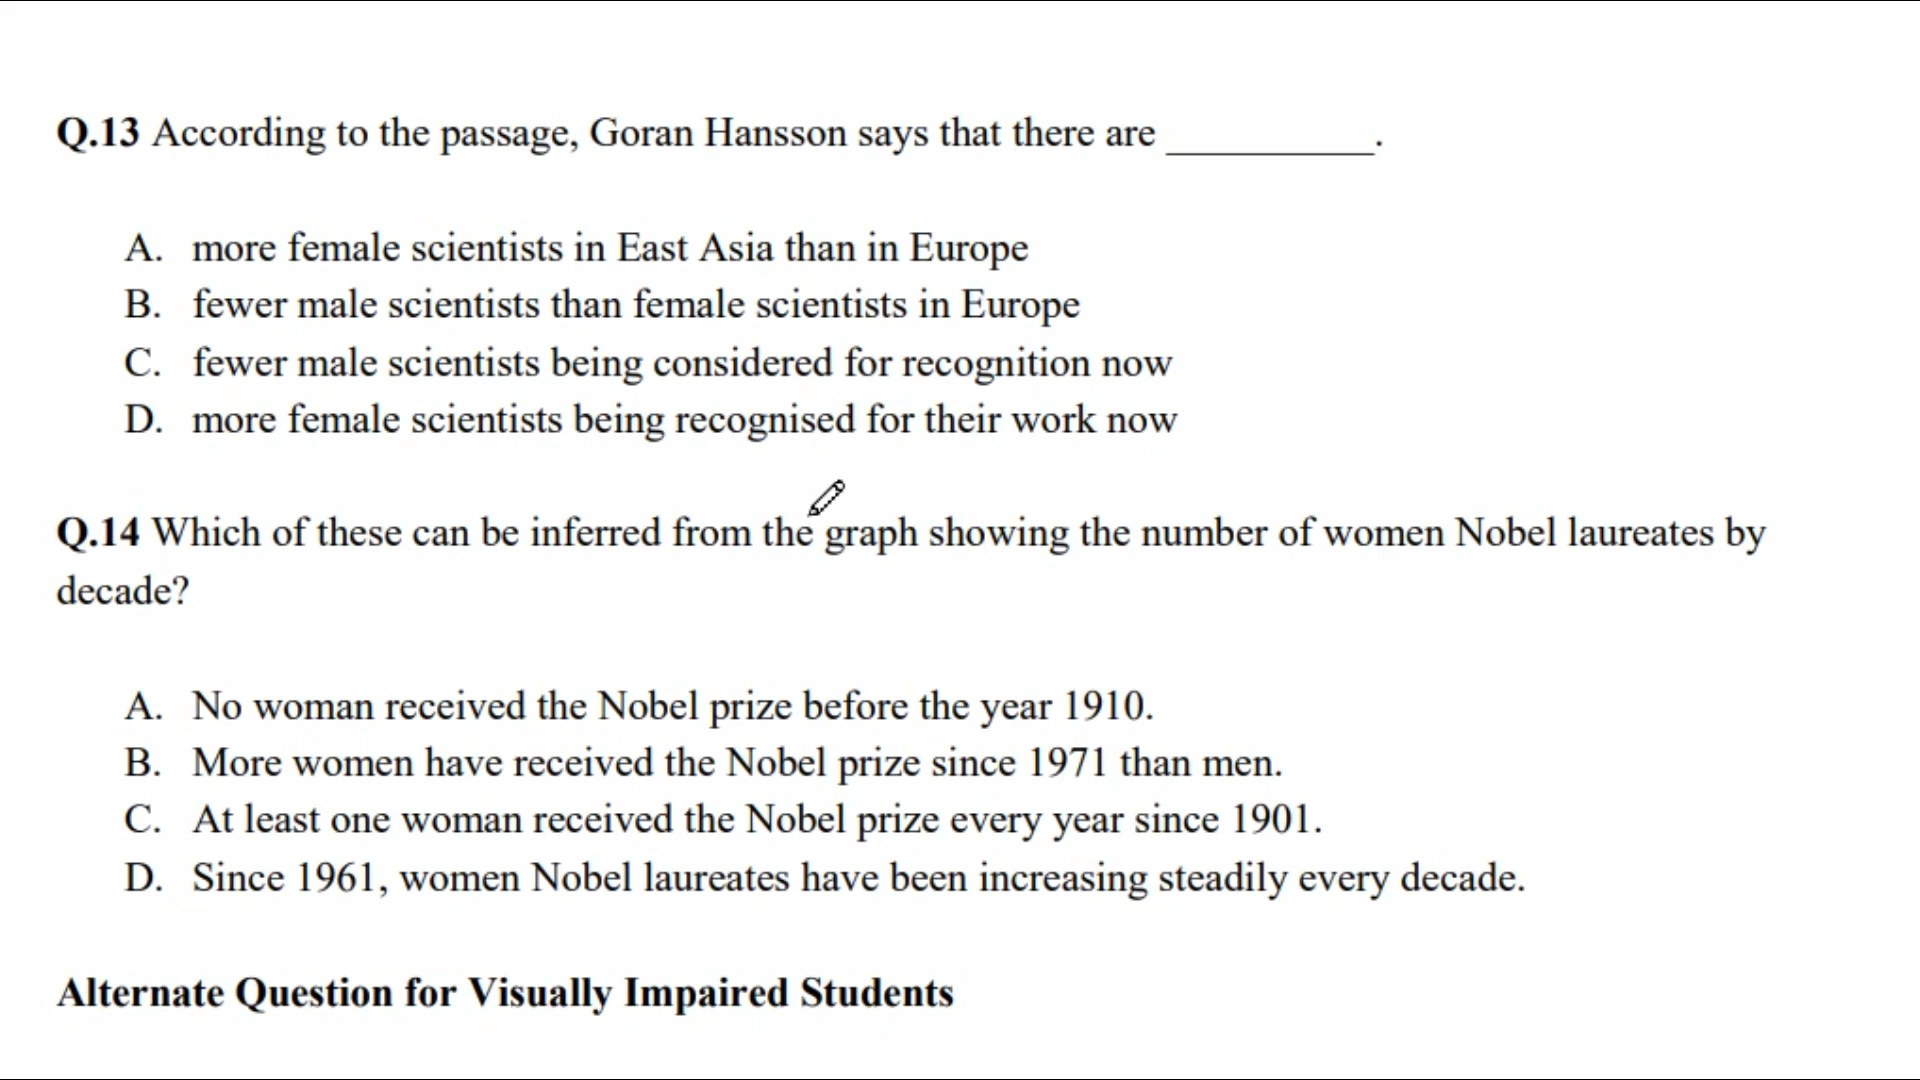 Q.13 According to the passage, Goran Hansson says that there are __________.
A. more female scientists in East Asia than in Europe
B. fewer male scientists than female scientists in Europe
C. fewer male scientists being considered for recognition now
D. more female scientists being recognised for their work now
Q.14 Which of these can be inferred from the graph showing the number of women Nobel laureates by
decade?
A. No woman received the Nobel prize before the year 1910.
B. More women have received the Nobel prize since 1971 than men.
C. At least one woman received the Nobel prize every year since 1901.
D. Since 1961, women Nobel laureates have been increasing steadily every decade.
Alternate Question for Visually Impaired Students